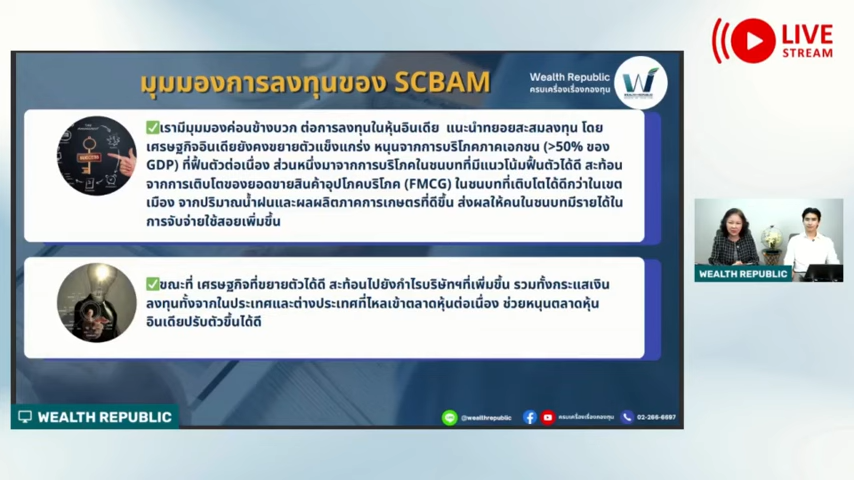 LIVE
STREAM
มุมมองการลงทุนของ SCBAM
Wealth Republic
ครบเครื่องเรื่องกองทุน
W
WEALTH REPUBLIC
✅เรามีมุมมองค่อนข้างบวก ต่อการลงทุนในหุ้นอินเดีย แนะนำทยอยสะสมลงทุน โดย
เศรษฐกิจอินเดียยังคงขยายตัวแข็งแกร่ง หนุนจากการบริโภคภาคเอกชน (>50% ของ
GDP) ที่ฟื้นตัวต่อเนื่อง ส่วนหนึ่งมาจากการบริโภคในชนบทที่มีแนวโน้มฟื้นตัวได้ดี สะท้อน
จากการเติบโตของยอดขายสินค้าอุปโภคบริโภค (FMCG) ในชนบทที่เติบโตได้ดีกว่าในเขต
เมือง จากปริมาณน้ำฝนและผลผลิตภาคการเกษตรที่ดีขึ้น ส่งผลให้คนในชนบทมีรายได้ใน
การจับจ่ายใช้สอยเพิ่มขึ้น
✅ขณะที่ เศรษฐกิจที่ขยายตัวได้ดี สะท้อนไปยังกำไรบริษัทฯที่เพิ่มขึ้น รวมทั้งกระแสเงิน
ลงทุนทั้งจากในประเทศและต่างประเทศที่ไหลเข้าตลาดหุ้นต่อเนื่อง ช่วยหนุนตลาดหุ้น
อินเดียปรับตัวขึ้นได้ดี
WEALTH REPUBLIC
WEALTH REPUBLIC
@wealthrepublic
ครบเครื่องเรื่องกองทุน
02-266-6697